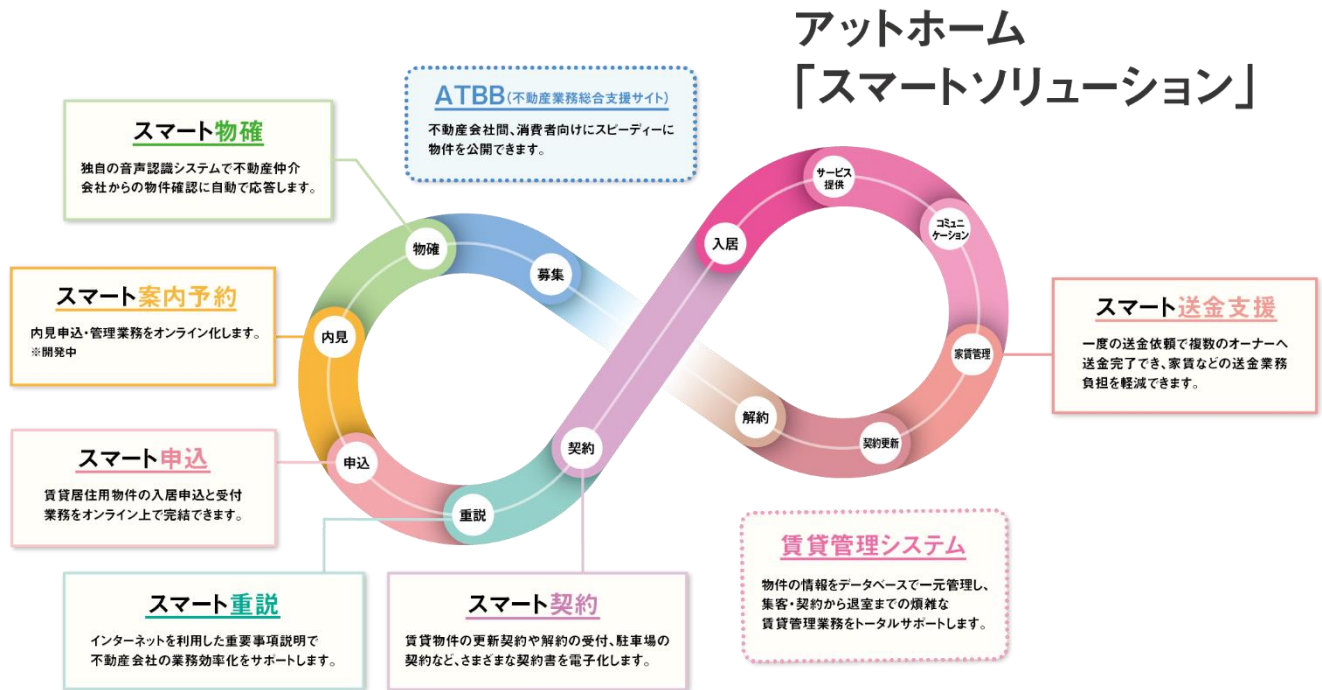 アットホーム
「スマートソリューション」
ATBB(不動産業務総合支援サイト)
不動産会社間、消費者向けにスピーディーに
物件を公開できます。
スマート物確
独自の音声認識システムで不動産仲介
会社からの物件確認に自動で応答します。
スマート案内予約
内見申込・管理業務をオンライン化します。
※開発中
スマート申込
賃貸居住用物件の入居申込と受付
業務をオンライン上で完結できます。
スマート重説
インターネットを利用した重要事項説明で
不動産会社の業務効率化をサポートします。
スマート契約
賃貸物件の更新契約や解約の受付、駐車場の
契約など、さまざまな契約書を電子化します。
募集
物確
内見
申込
重説
契約
入居
サービス
提供
コミュニ
ケーション
家賃管理
契約更新
解約
スマート送金支援
一度の送金依頼で複数のオーナーへ
送金完了でき、家賃などの送金業務
負担を軽減できます。
賃貸管理システム
物件の情報をデータベースで一元管理し、
集客・契約から退室までの煩雑な
賃貸管理業務をトータルサポートします。